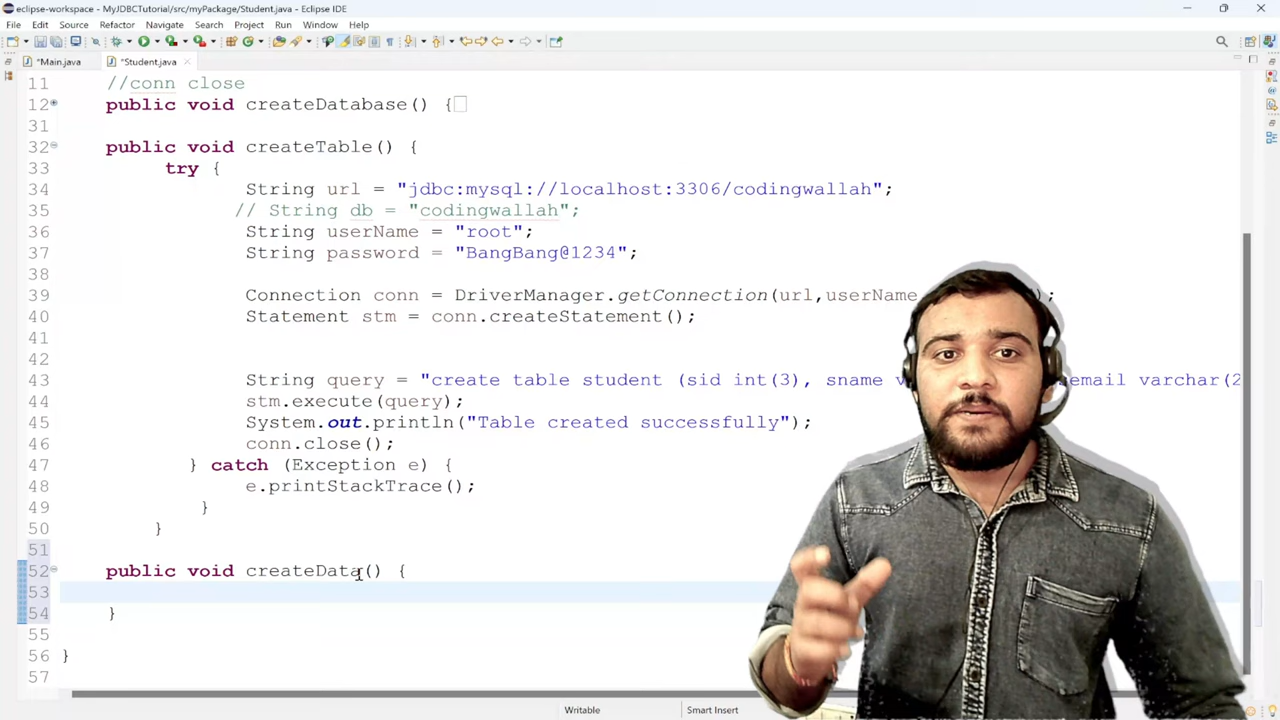 eclipse-workspace - MyJDBCTutorial/src/myPackage/Student.java - Eclipse IDE
File Edit Source Refactor Navigate Search Project Run Window Help
*Main.java *Student.java
11 //conn close
12 public void createDatabase() {
31
32 public void createTable() {
33 try {
34 String url = "jdbc:mysql://localhost:3306/codingwallah";
35 // String db = "codingwallah";
36 String userName = "root";
37 String password = "BangBang@1234";
38
39 Connection conn = DriverManager.getConnection(url,userName );
40 Statement stm = conn.createStatement();
41
42
43 String query = "create table student (sid int(3), sname semail varchar(2
44 stm.execute(query);
45 System.out.println("Table created successfully");
46 conn.close();
47 } catch (Exception e) {
48 e.printStackTrace();
49 }
50 }
51
52 public void createData() {
53
54 }
55
56 }
57
Writable Smart Insert